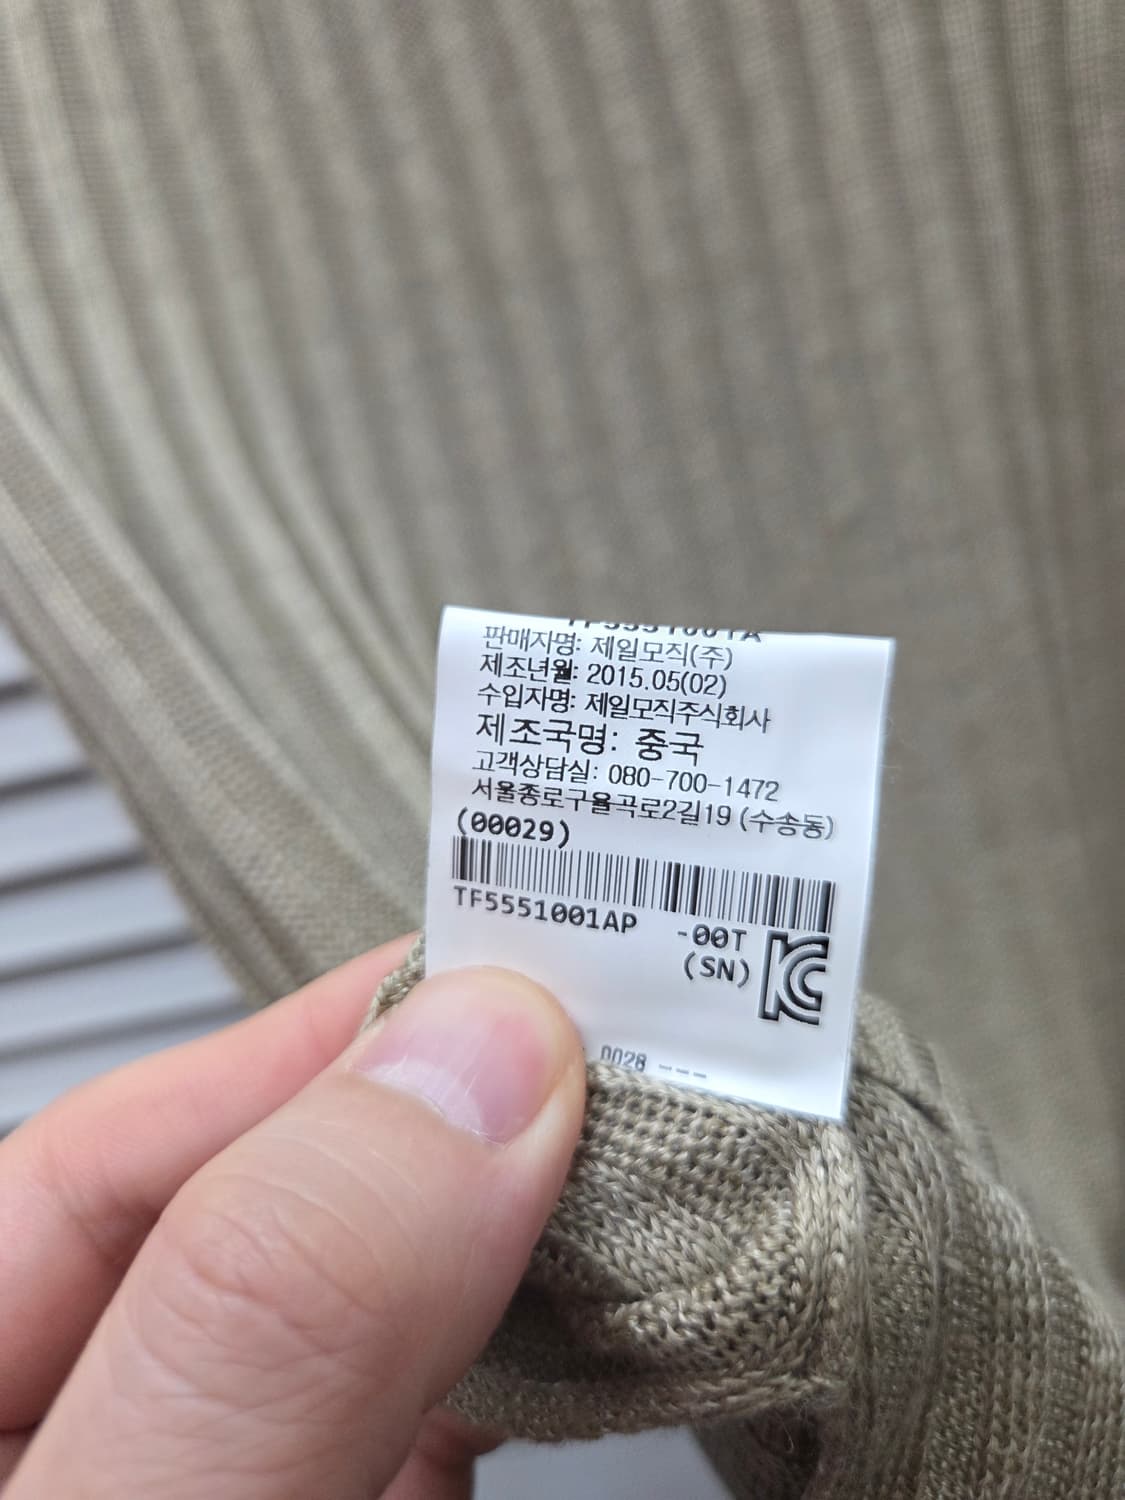 TF5551001A
판매자명: 제일모직(주)
제조년월: 2015.05(02)
수입자명: 제일모직주식회사
제조국명: 중국
고객상담실: 080-700-1472
서울종로구율곡로2길19 (수송동)
(00029)
TF5551001AP -00T
(SN)
KC
0028 ---